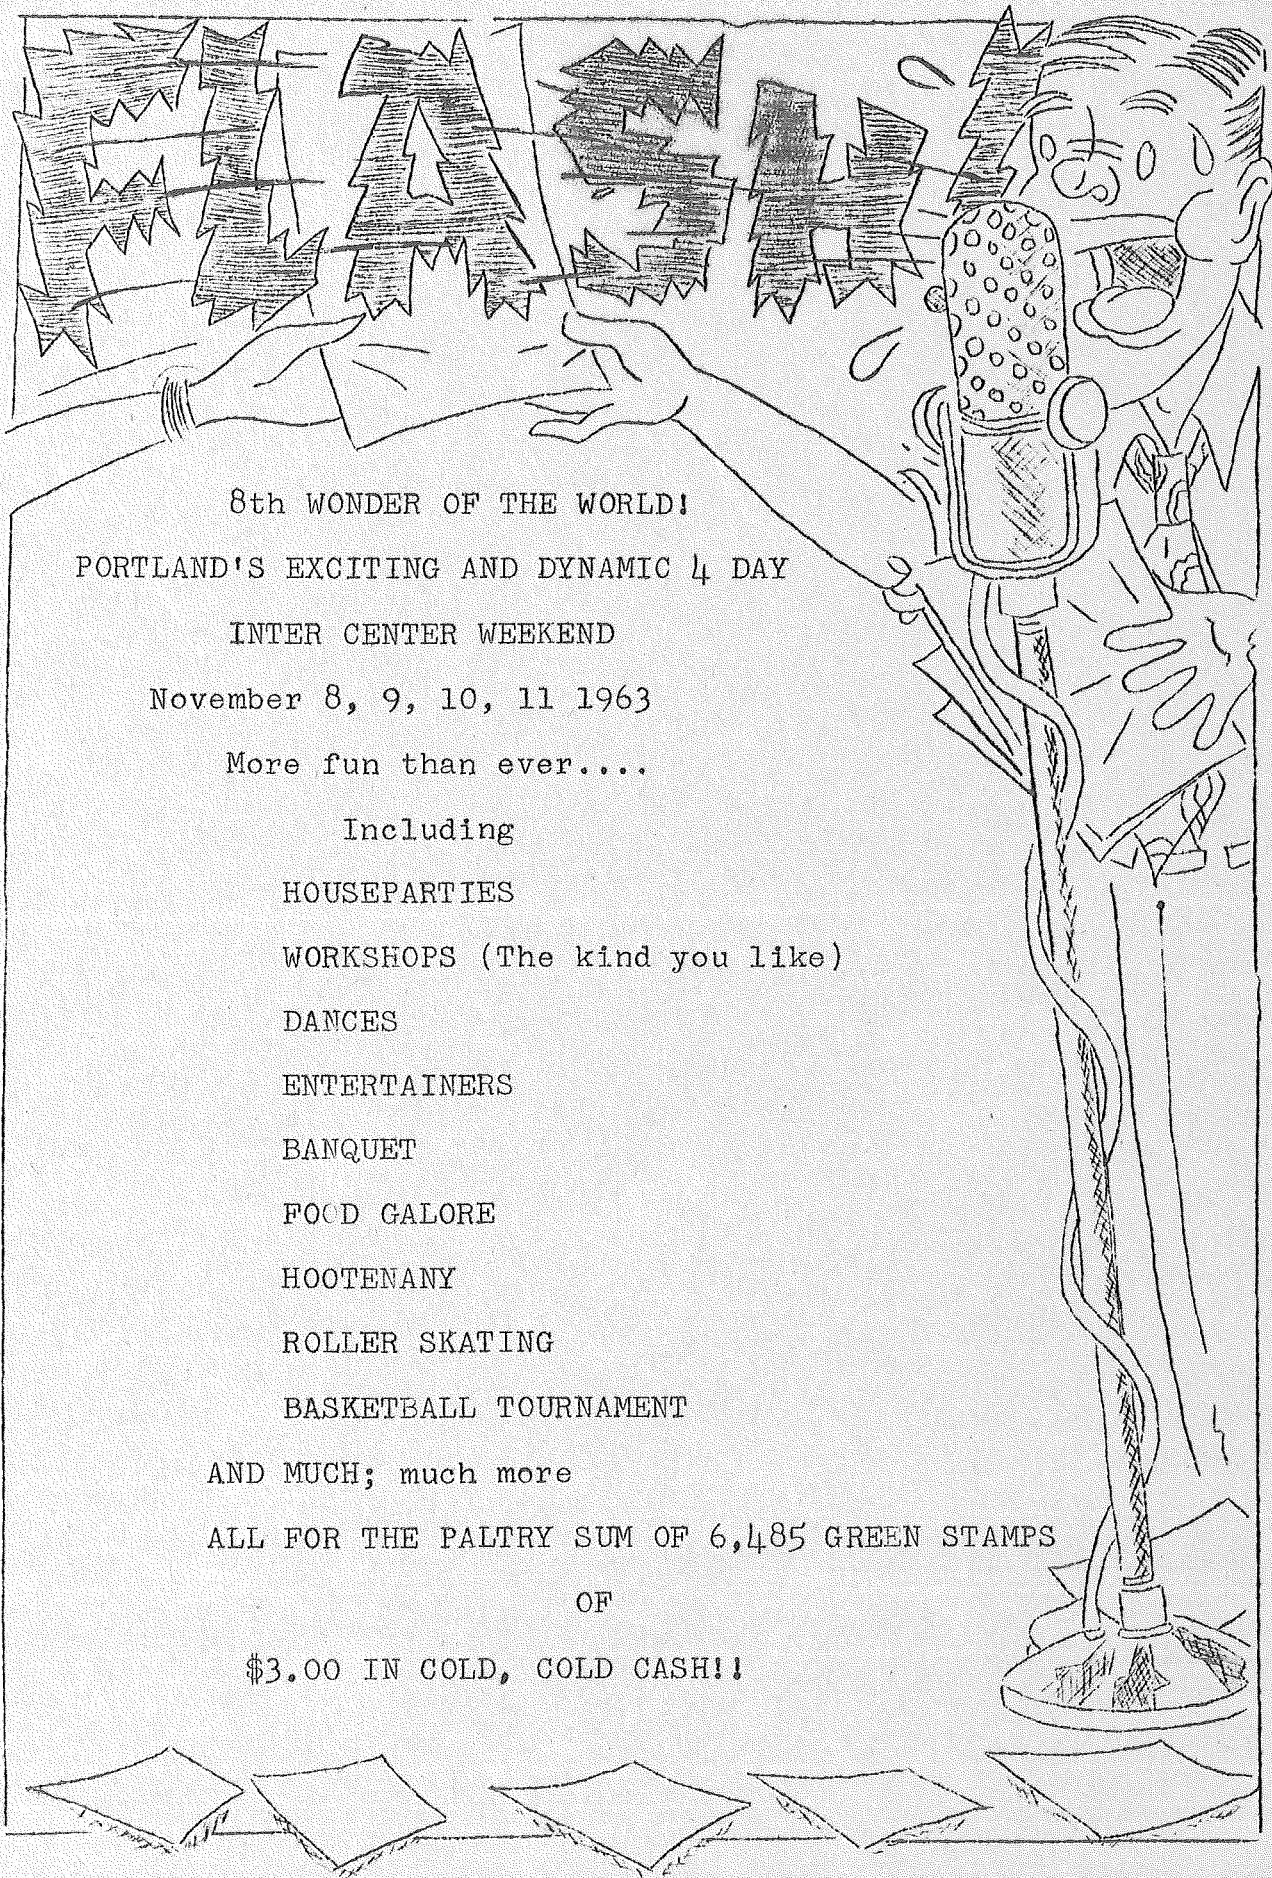 FLASH!
8th WONDER OF THE WORLD!
PORTLAND'S EXCITING AND DYNAMIC 4 DAY
INTER CENTER WEEKEND
November 8, 9, 10, 11 1963
More fun than ever....
Including
HOUSEPARTIES
WORKSHOPS (The kind you like)
DANCES
ENTERTAINERS
BANQUET
FOOD GALORE
HOOTENANY
ROLLER SKATING
BASKETBALL TOURNAMENT
AND MUCH; much more
ALL FOR THE PALTRY SUM OF 6,485 GREEN STAMPS
OF
$3.00 IN COLD, COLD CASH!!